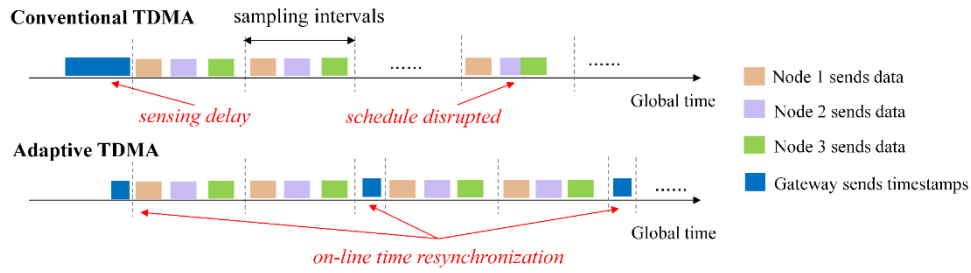 Conventional TDMA
sampling intervals
......
......
Global time
sensing delay
schedule disrupted
Adaptive TDMA
......
Global time
on-line time resynchronization
Node 1 sends data
Node 2 sends data
Node 3 sends data
Gateway sends timestamps